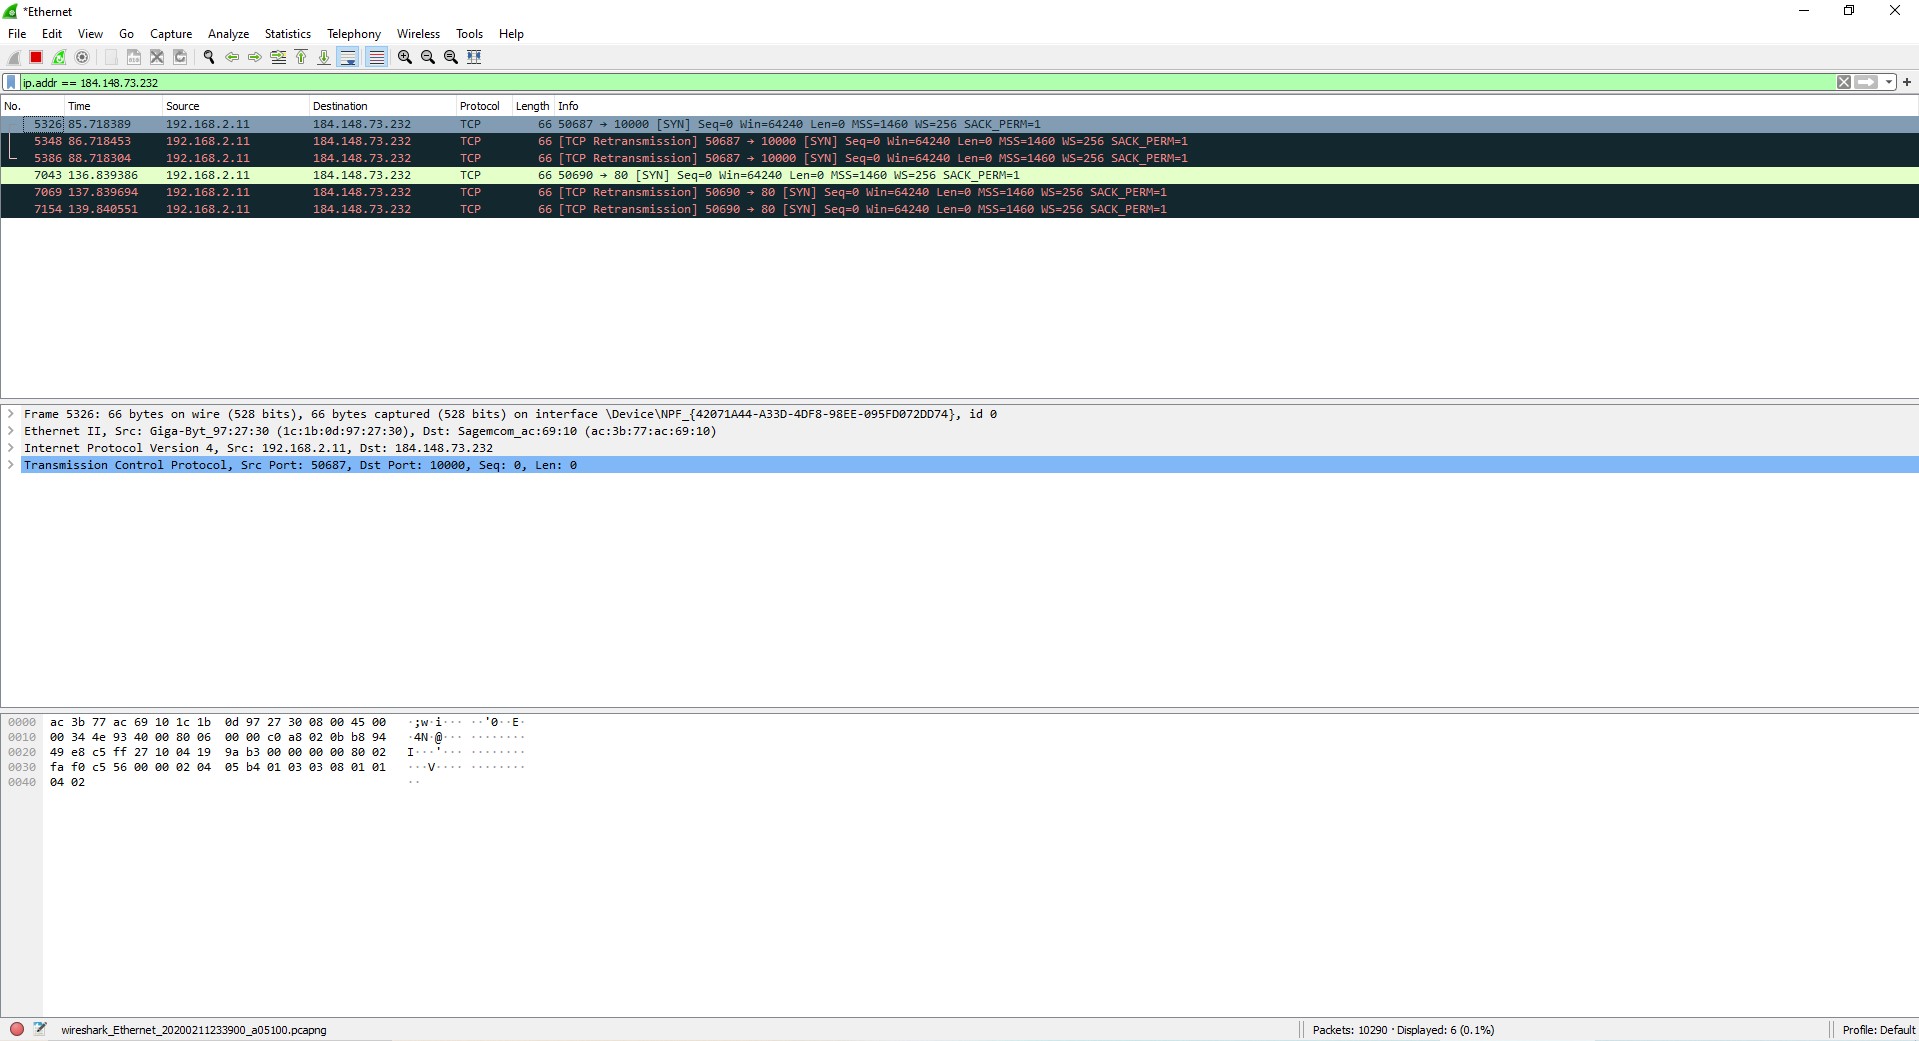 *Ethernet
File Edit View Go Capture Analyze Statistics Telephony Wireless Tools Help
ip.addr == 184.148.73.232
No. Time Source Destination Protocol Length Info
5326 85.718389 192.168.2.11 184.148.73.232 TCP 66 50687 → 10000 [SYN] Seq=0 Win=64240 Len=0 MSS=1460 WS=256 SACK_PERM=1
5348 86.718453 192.168.2.11 184.148.73.232 TCP 66 [TCP Retransmission] 50687 → 10000 [SYN] Seq=0 Win=64240 Len=0 MSS=1460 WS=256 SACK_PERM=1
5386 88.718304 192.168.2.11 184.148.73.232 TCP 66 [TCP Retransmission] 50687 → 10000 [SYN] Seq=0 Win=64240 Len=0 MSS=1460 WS=256 SACK_PERM=1
7043 136.839386 192.168.2.11 184.148.73.232 TCP 66 50690 → 80 [SYN] Seq=0 Win=64240 Len=0 MSS=1460 WS=256 SACK_PERM=1
7069 137.839694 192.168.2.11 184.148.73.232 TCP 66 [TCP Retransmission] 50690 → 80 [SYN] Seq=0 Win=64240 Len=0 MSS=1460 WS=256 SACK_PERM=1
7154 139.840551 192.168.2.11 184.148.73.232 TCP 66 [TCP Retransmission] 50690 → 80 [SYN] Seq=0 Win=64240 Len=0 MSS=1460 WS=256 SACK_PERM=1
Frame 5326: 66 bytes on wire (528 bits), 66 bytes captured (528 bits) on interface \Device\NPF_{42071A44-A33D-4DF8-98EE-095FD072DD74}, id 0
Ethernet II, Src: Giga-Byt_97:27:30 (1c:1b:0d:97:27:30), Dst: Sagemcom_ac:69:10 (ac:3b:77:ac:69:10)
Internet Protocol Version 4, Src: 192.168.2.11, Dst: 184.148.73.232
Transmission Control Protocol, Src Port: 50687, Dst Port: 10000, Seq: 0, Len: 0
0000 ac 3b 77 ac 69 10 1c 1b 0d 97 27 30 08 00 45 00 ·;w·i··· ··'0··E·
0010 00 34 4e 93 40 00 80 06 00 00 c0 a8 02 0b b8 94 ·4N·@··· ········
0020 49 e8 c5 ff 27 10 04 19 9a b3 00 00 00 00 80 02 I···'··· ········
0030 fa f0 c5 56 00 00 02 04 05 b4 01 03 03 08 01 01 ···V···· ········
0040 04 02 ··
wireshark_Ethernet_20200211233900_a05100.pcapng Packets: 10290 · Displayed: 6 (0.1%) Profile: Default